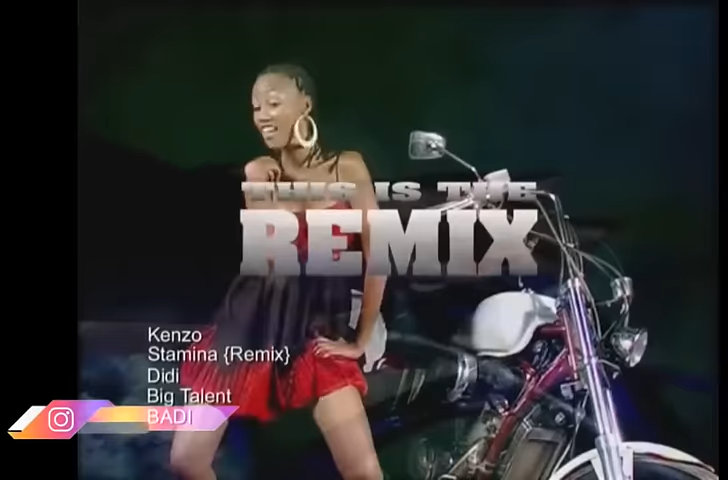 THIS IS THE
REMIX
Kenzo
Stamina {Remix}
Didi
Big Talent
BADI